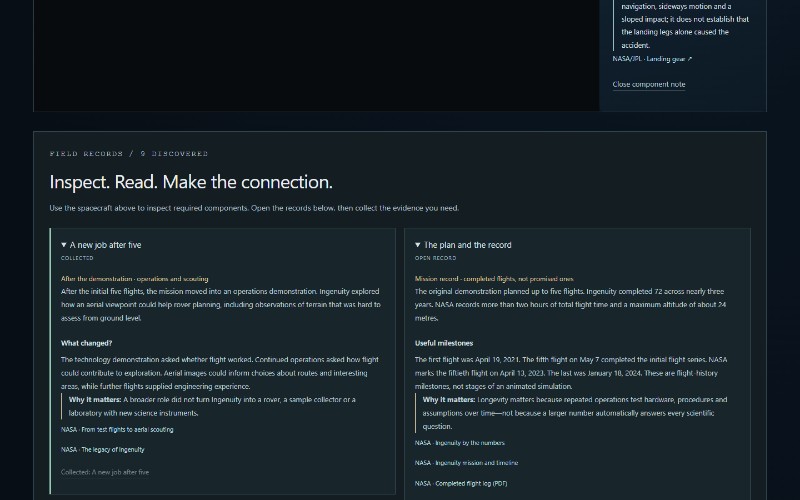 navigation, sideways motion and a
sloped impact; it does not establish that
the landing legs alone caused the
accident.
NASA/JPL · Landing gear ↗
Close component note
FIELD RECORDS / 9 DISCOVERED
Inspect. Read. Make the connection.
Use the spacecraft above to inspect required components. Open the records below, then collect the evidence you need.
▼ A new job after five
COLLECTED
After the demonstration · operations and scouting
After the initial five flights, the mission moved into an operations demonstration. Ingenuity explored
how an aerial viewpoint could help rover planning, including observations of terrain that was hard to
assess from ground level.
What changed?
The technology demonstration asked whether flight worked. Continued operations asked how flight
could contribute to exploration. Aerial images could inform choices about routes and interesting
areas, while further flights supplied engineering experience.
Why it matters: A broader role did not turn Ingenuity into a rover, a sample collector or a
laboratory with new science instruments.
NASA · From test flights to aerial scouting
NASA · The legacy of Ingenuity
Collected: A new job after five
▼ The plan and the record
OPEN RECORD
Mission record · completed flights, not promised ones
The original demonstration planned up to five flights. Ingenuity completed 72 across nearly three
years. NASA records more than two hours of total flight time and a maximum altitude of about 24
metres.
Useful milestones
The first flight was April 19, 2021. The fifth flight on May 7 completed the initial flight series. NASA
marks the fiftieth flight on April 13, 2023. The last was January 18, 2024. These are flight-history
milestones, not stages of an animated simulation.
Why it matters: Longevity matters because repeated operations test hardware, procedures and
assumptions over time—not because a larger number automatically answers every scientific
question.
NASA · Ingenuity by the numbers
NASA · Ingenuity mission and timeline
NASA · Completed flight log (PDF)